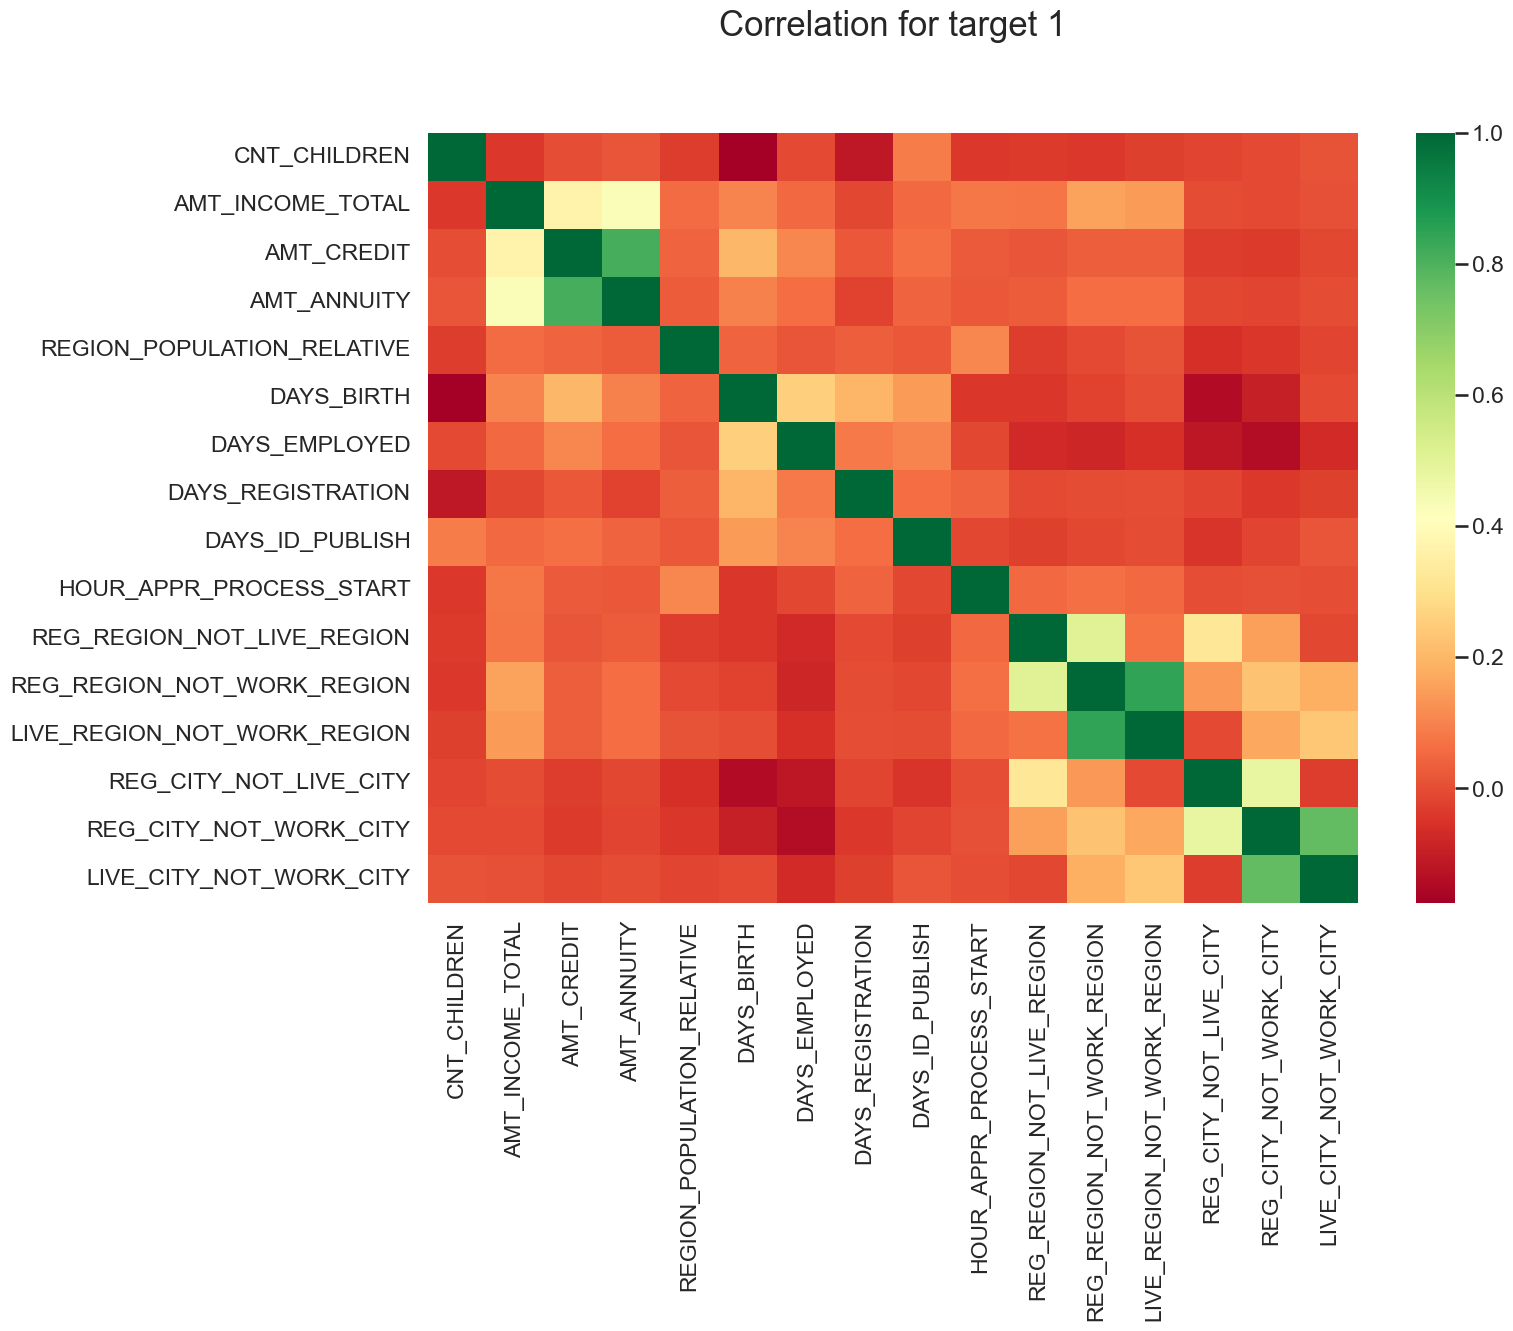 Correlation for target 1
CNT_CHILDREN
AMT_INCOME_TOTAL
AMT_CREDIT
AMT_ANNUITY
REGION_POPULATION_RELATIVE
DAYS_BIRTH
DAYS_EMPLOYED
DAYS_REGISTRATION
DAYS_ID_PUBLISH
HOUR_APPR_PROCESS_START
REG_REGION_NOT_LIVE_REGION
REG_REGION_NOT_WORK_REGION
LIVE_REGION_NOT_WORK_REGION
REG_CITY_NOT_LIVE_CITY
REG_CITY_NOT_WORK_CITY
LIVE_CITY_NOT_WORK_CITY
CNT_CHILDREN
AMT_INCOME_TOTAL
AMT_CREDIT
AMT_ANNUITY
REGION_POPULATION_RELATIVE
DAYS_BIRTH
DAYS_EMPLOYED
DAYS_REGISTRATION
DAYS_ID_PUBLISH
HOUR_APPR_PROCESS_START
REG_REGION_NOT_LIVE_REGION
REG_REGION_NOT_WORK_REGION
LIVE_REGION_NOT_WORK_REGION
REG_CITY_NOT_LIVE_CITY
REG_CITY_NOT_WORK_CITY
LIVE_CITY_NOT_WORK_CITY
1.0
0.8
0.6
0.4
0.2
0.0